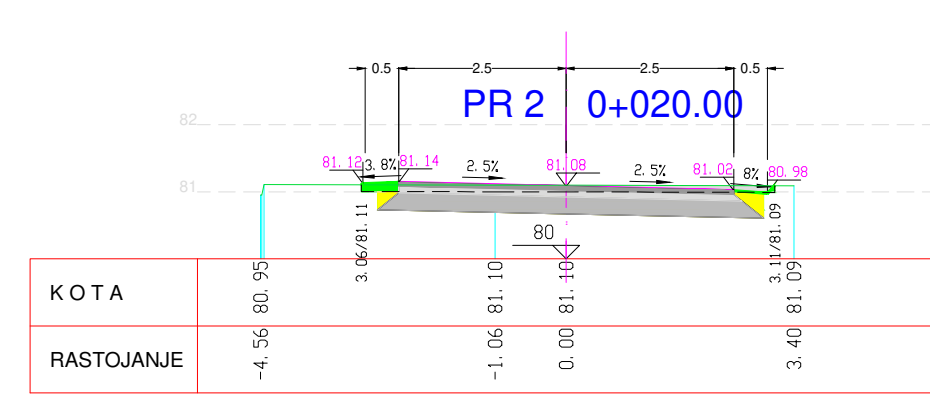 0.5 2.5 2.5 0.5
PR 2 0+020.00
82
81.12 3.8% 81.14 2.5% 81.08 2.5% 81.02 8% 80.98
81
3.06/81.11
3.11/81.09
80
KOTA 80.95 81.10 81.10 81.09
RASTOJANJE -4.56 -1.06 0.00 3.40